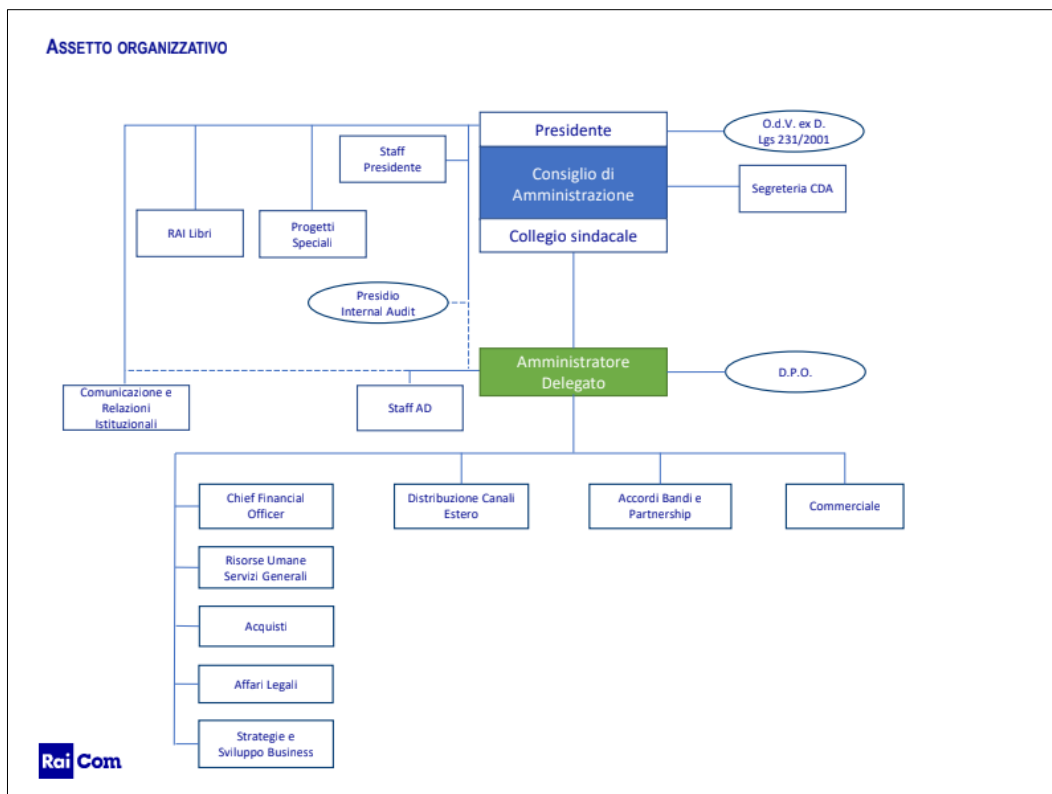 ASSETTO ORGANIZZATIVO
Presidente
O.d.V. ex D.
Lgs 231/2001
Staff
Presidente
Consiglio di
Amministrazione
Segreteria CDA
RAI Libri
Progetti
Speciali
Collegio sindacale
Presidio
Internal Audit
Amministratore
Delegato
D.P.O.
Comunicazione e
Relazioni
Istituzionali
Staff AD
Chief Financial
Officer
Distribuzione Canali
Estero
Accordi Bandi e
Partnership
Commerciale
Risorse Umane
Servizi Generali
Acquisti
Affari Legali
Strategie e
Sviluppo Business
Rai Com